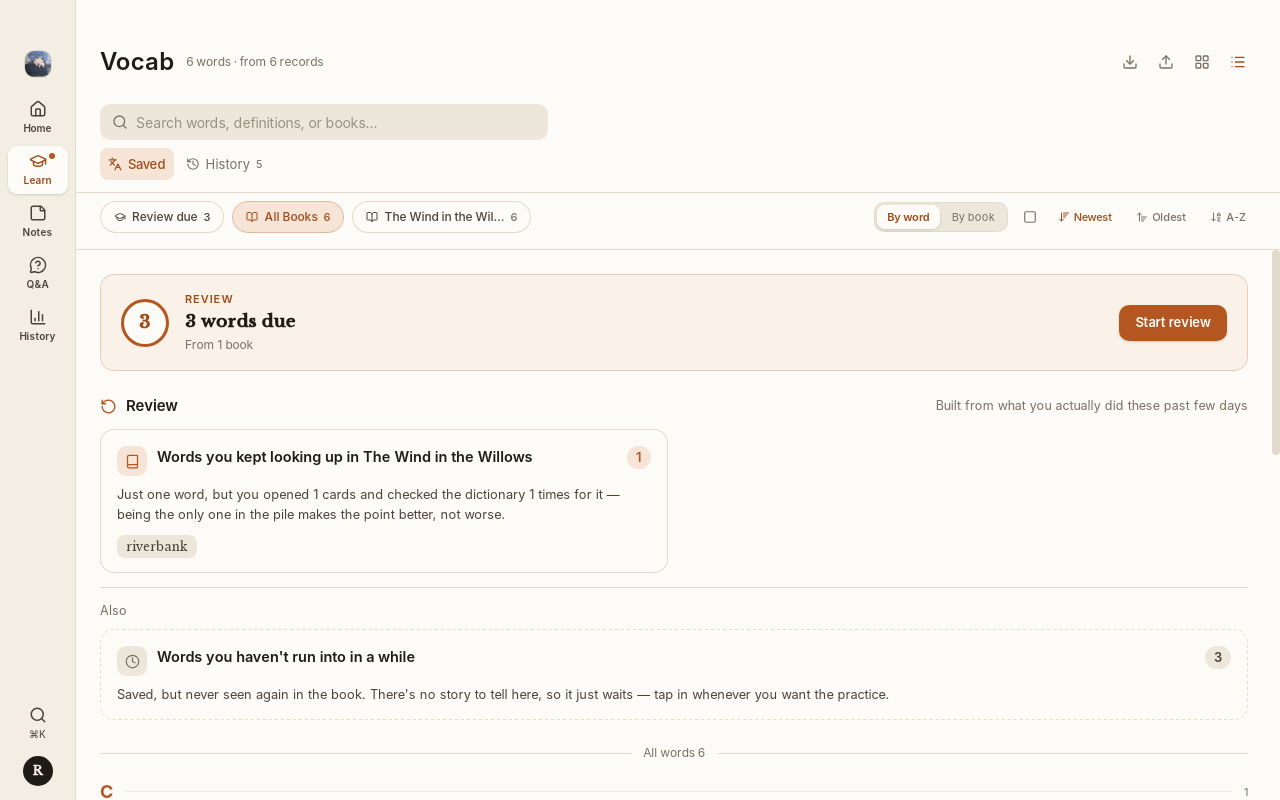 Vocab
6 words · from 6 records
Search words, definitions, or books...
Saved
History 5
Review due 3
All Books 6
The Wind in the Wil... 6
By word
By book
Newest
Oldest
A-Z
3
REVIEW
3 words due
From 1 book
Start review
Review
Built from what you actually did these past few days
Words you kept looking up in The Wind in the Willows
1
Just one word, but you opened 1 cards and checked the dictionary 1 times for it —
being the only one in the pile makes the point better, not worse.
riverbank
Also
Words you haven't run into in a while
3
Saved, but never seen again in the book. There's no story to tell here, so it just waits — tap in whenever you want the practice.
All words 6
C
1
Home
Learn
Notes
Q&A
History
⌘K
R